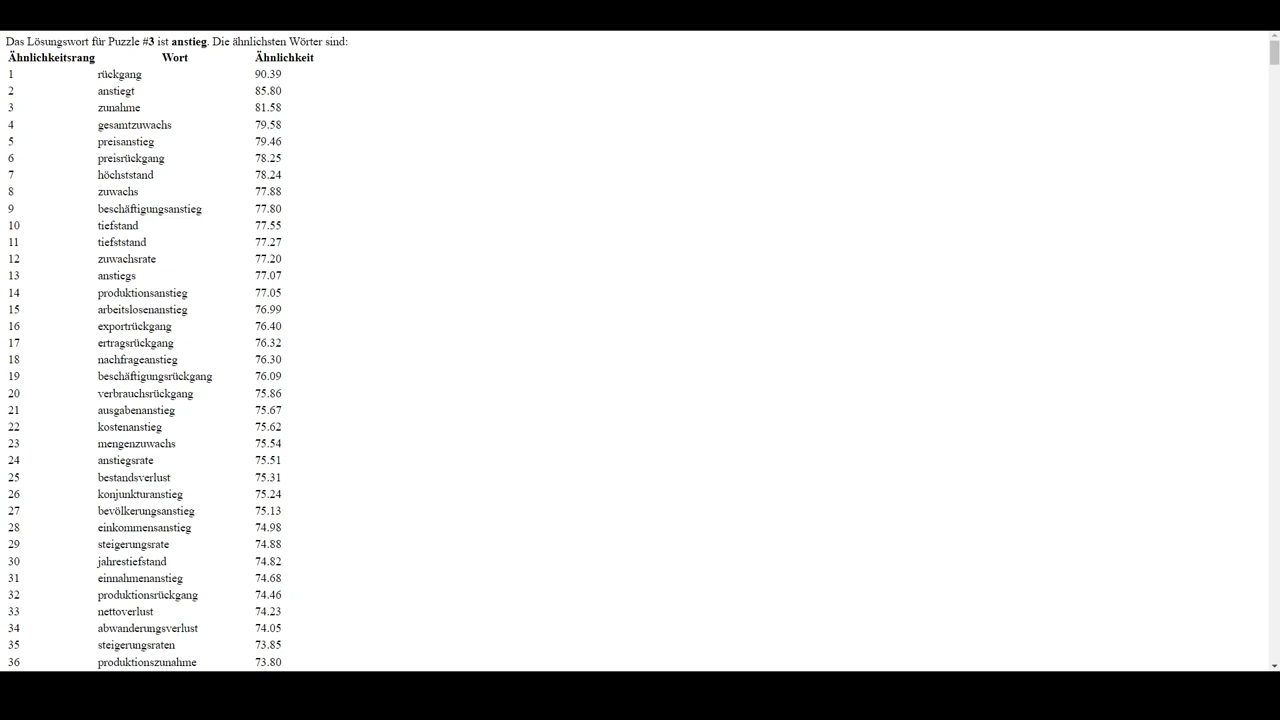 Das Lösungswort für Puzzle #3 ist anstieg. Die ähnlichsten Wörter sind:
Ähnlichkeitsrang Wort Ähnlichkeit
1 rückgang 90.39
2 anstiegt 85.80
3 zunahme 81.58
4 gesamtzuwachs 79.58
5 preisanstieg 79.46
6 preisrückgang 78.25
7 höchststand 78.24
8 zuwachs 77.88
9 beschäftigungsanstieg 77.80
10 tiefstand 77.55
11 tiefststand 77.27
12 zuwachsrate 77.20
13 anstiegs 77.07
14 produktionsanstieg 77.05
15 arbeitslosenanstieg 76.99
16 exportrückgang 76.40
17 ertragsrückgang 76.32
18 nachfrageanstieg 76.30
19 beschäftigungsrückgang 76.09
20 verbrauchsrückgang 75.86
21 ausgabenanstieg 75.67
22 kostenanstieg 75.62
23 mengenzuwachs 75.54
24 anstiegsrate 75.51
25 bestandsverlust 75.31
26 konjunkturanstieg 75.24
27 bevölkerungsanstieg 75.13
28 einkommensanstieg 74.98
29 steigerungsrate 74.88
30 jahrestiefstand 74.82
31 einnahmenanstieg 74.68
32 produktionsrückgang 74.46
33 nettoverlust 74.23
34 abwanderungsverlust 74.05
35 steigerungsraten 73.85
36 produktionszunahme 73.80